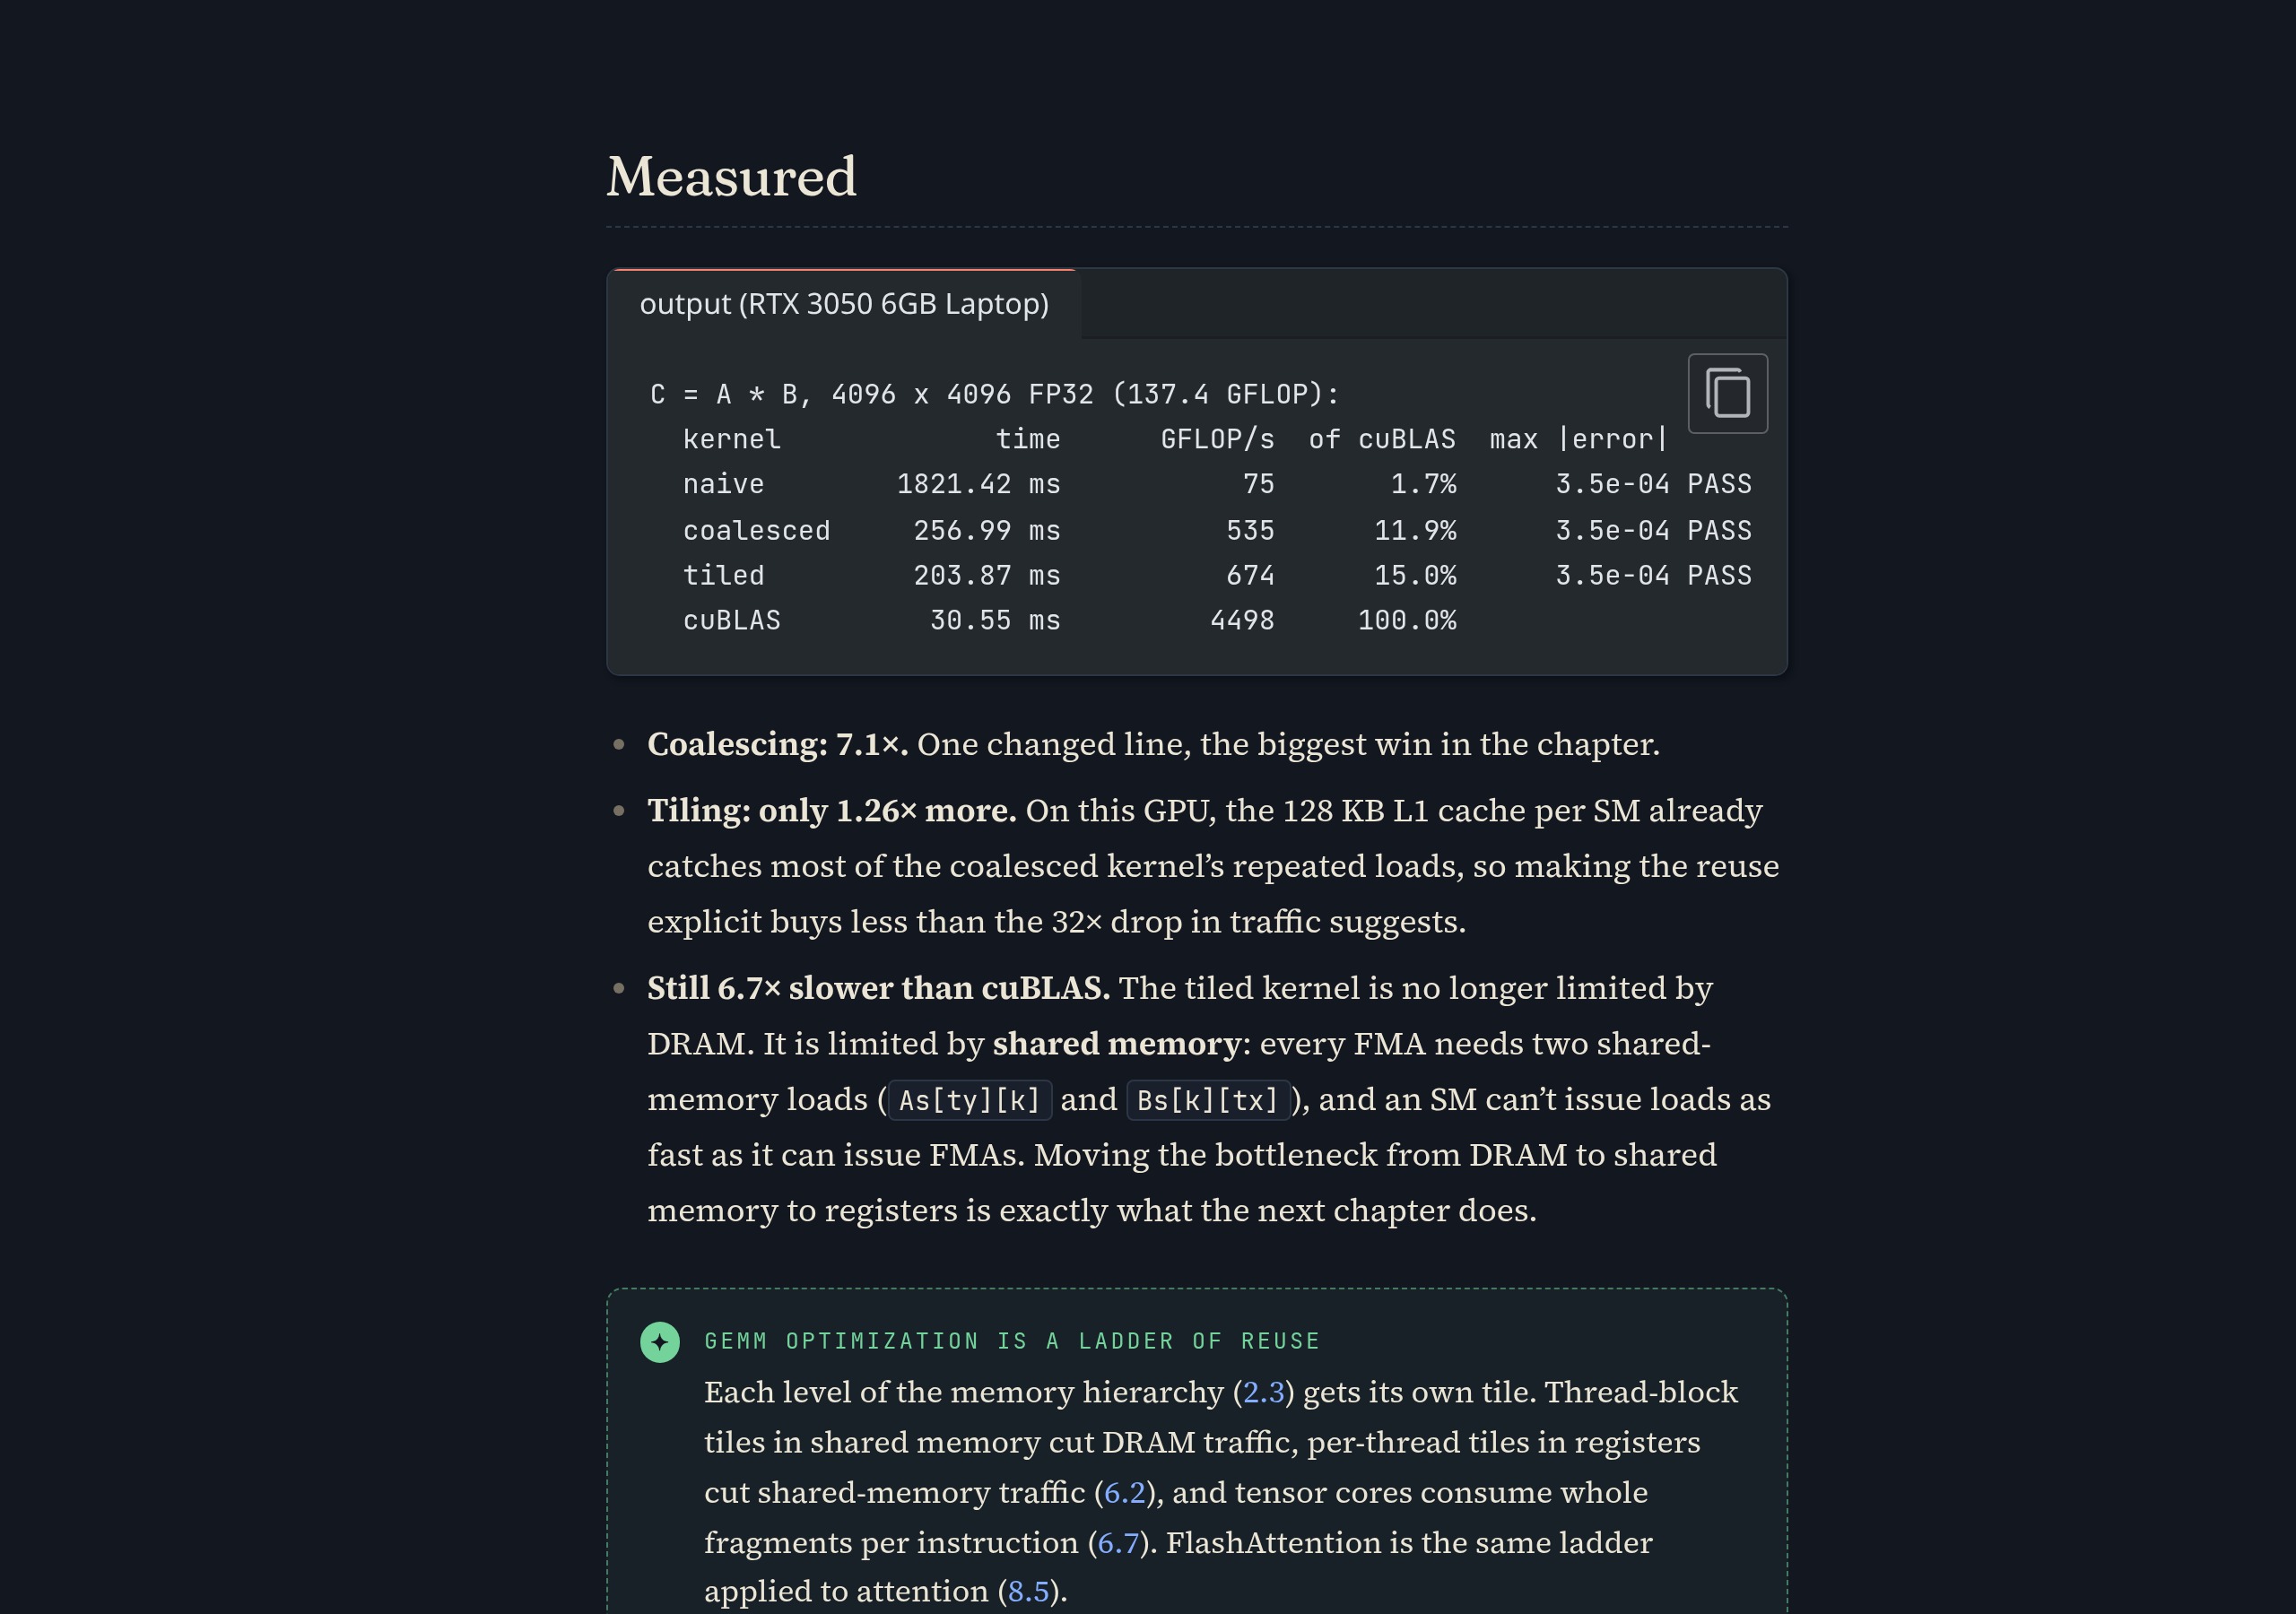 Measured
output (RTX 3050 6GB Laptop)
C = A * B, 4096 x 4096 FP32 (137.4 GFLOP):
  kernel             time      GFLOP/s  of cuBLAS  max |error|
  naive        1821.42 ms           75       1.7%      3.5e-04 PASS
  coalesced     256.99 ms          535      11.9%      3.5e-04 PASS
  tiled         203.87 ms          674      15.0%      3.5e-04 PASS
  cuBLAS         30.55 ms         4498     100.0%
• Coalescing: 7.1×. One changed line, the biggest win in the chapter.
• Tiling: only 1.26× more. On this GPU, the 128 KB L1 cache per SM already
catches most of the coalesced kernel’s repeated loads, so making the reuse
explicit buys less than the 32× drop in traffic suggests.
• Still 6.7× slower than cuBLAS. The tiled kernel is no longer limited by
DRAM. It is limited by shared memory: every FMA needs two shared-
memory loads (As[ty][k] and Bs[k][tx]), and an SM can’t issue loads as
fast as it can issue FMAs. Moving the bottleneck from DRAM to shared
memory to registers is exactly what the next chapter does.
GEMM OPTIMIZATION IS A LADDER OF REUSE
Each level of the memory hierarchy (2.3) gets its own tile. Thread-block
tiles in shared memory cut DRAM traffic, per-thread tiles in registers
cut shared-memory traffic (6.2), and tensor cores consume whole
fragments per instruction (6.7). FlashAttention is the same ladder
applied to attention (8.5).